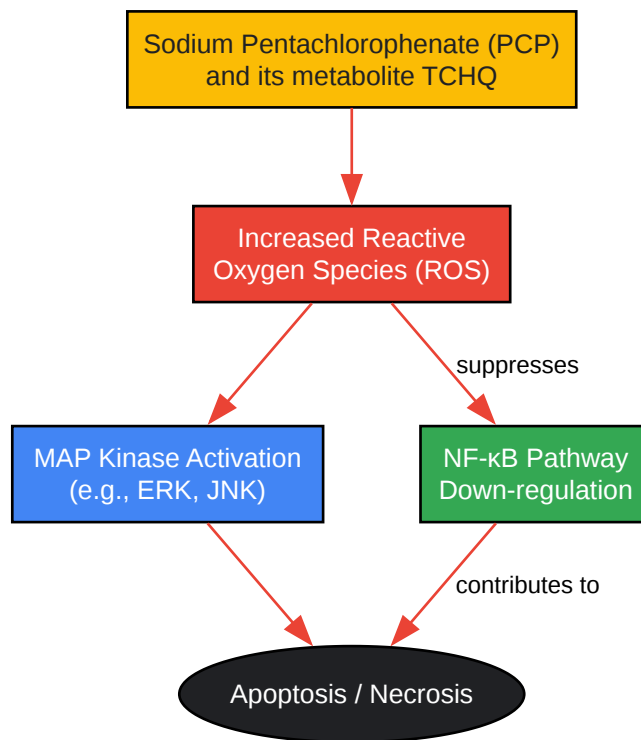 Sodium Pentachlorophenate (PCP)
and its metabolite TCHQ
Increased Reactive
Oxygen Species (ROS)
suppresses
MAP Kinase Activation
(e.g., ERK, JNK)
NF-κB Pathway
Down-regulation
contributes to
Apoptosis / Necrosis